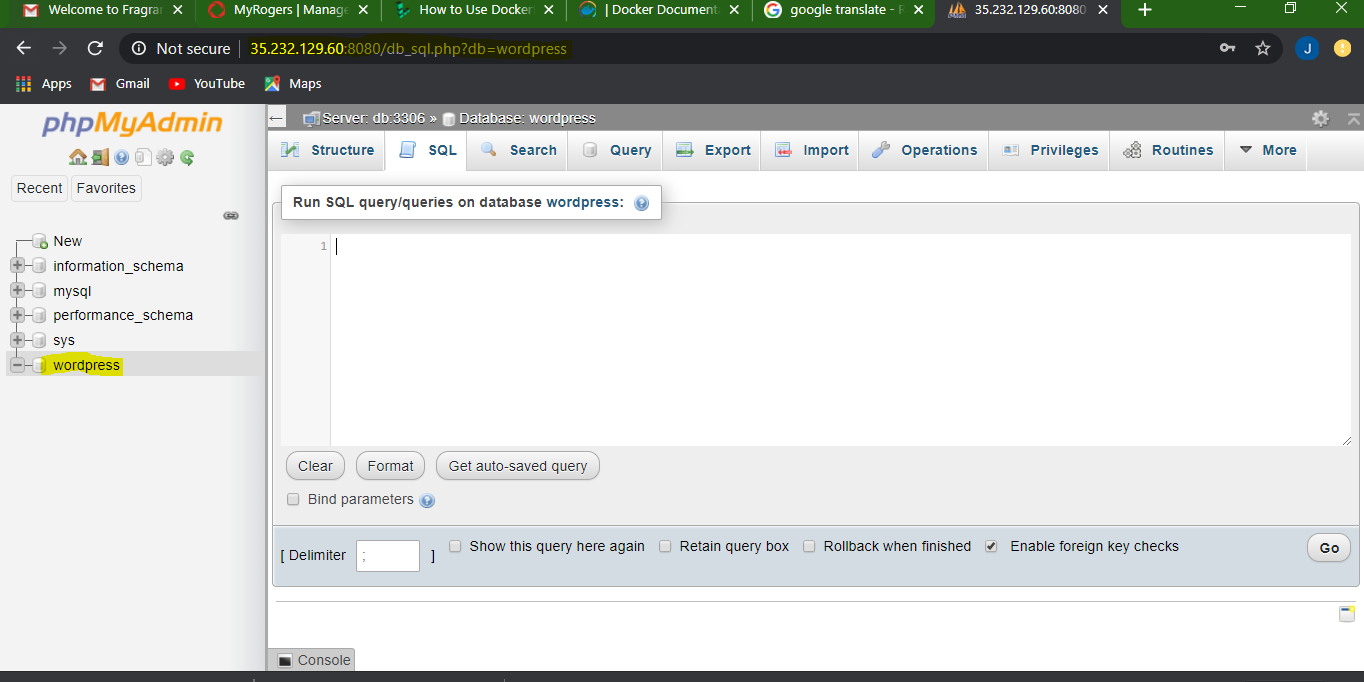 Welcome to Fragra
MyRogers | Manage
How to Use Docker
| Docker Document
google translate - R
35.232.129.60:8080
Not secure
35.232.129.60:8080/db_sql.php?db=wordpress
J
Apps
Gmail
YouTube
Maps
phpMyAdmin
Recent
Favorites
New
information_schema
mysql
performance_schema
sys
wordpress
Server: db:3306 » Database: wordpress
Structure
SQL
Search
Query
Export
Import
Operations
Privileges
Routines
More
Run SQL query/queries on database wordpress:
1
Clear
Format
Get auto-saved query
Bind parameters
[ Delimiter ; ]
Show this query here again
Retain query box
Rollback when finished
Enable foreign key checks
Go
Console